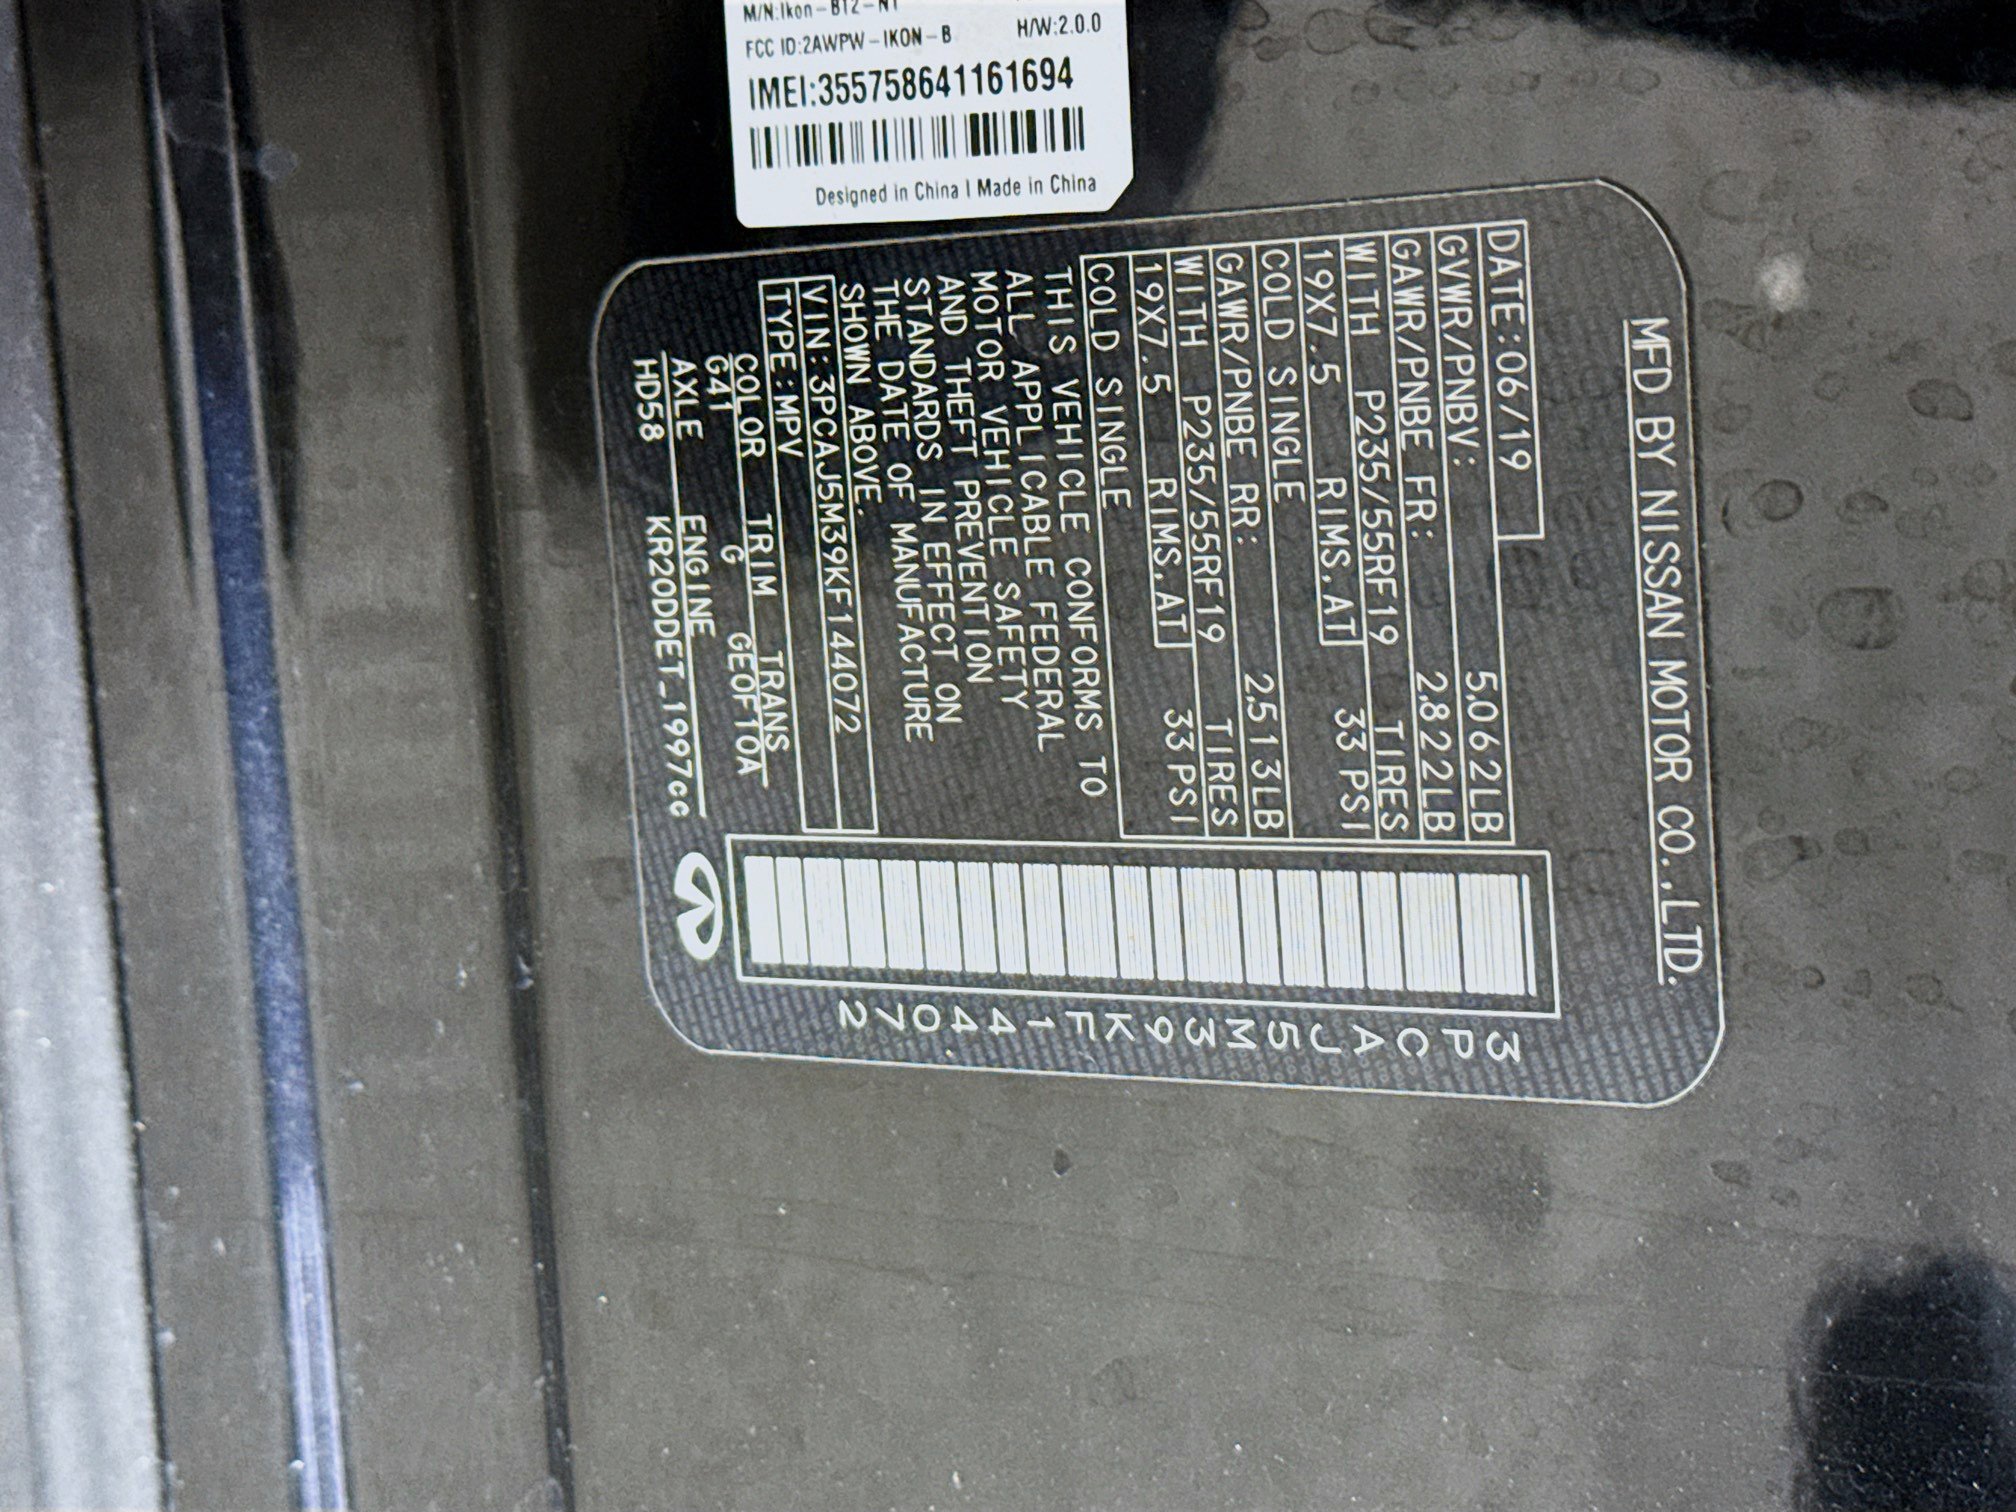 M/N:Ikon-BT2-N1
FCC ID:2AWPW-IKON-B H/W:2.0.0
IMEI:355758641161694
Designed in China | Made in China
MFD BY NISSAN MOTOR CO.,LTD.
DATE:06/19
GVWR/PNBV: 5,062LB
GAWR/PNBE FR: 2,822LB
WITH P235/55RF19 TIRES
19X7.5 RIMS,AT 33 PSI
COLD SINGLE
GAWR/PNBE RR: 2,513LB
WITH P235/55RF19 TIRES
19X7.5 RIMS,AT 33 PSI
COLD SINGLE
THIS VEHICLE CONFORMS TO
ALL APPLICABLE FEDERAL
MOTOR VEHICLE SAFETY
AND THEFT PREVENTION
STANDARDS IN EFFECT ON
THE DATE OF MANUFACTURE
SHOWN ABOVE.
VIN:3PCAJ5M39KF144072
TYPE:MPV
COLOR TRIM TRANS
G41 G GE0F10A
AXLE ENGINE
HD58 KR20DDET_1997cc
3PCAJ5M39KF144072